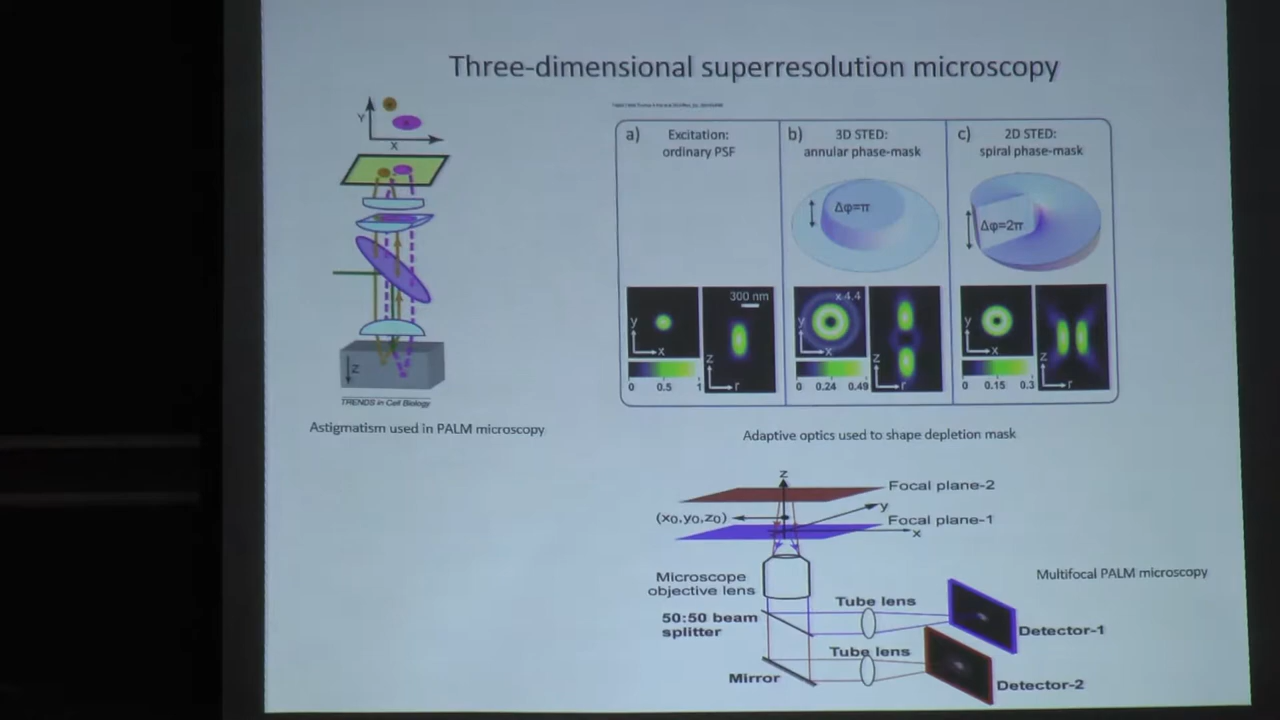 Three-dimensional superresolution microscopy
Y
X
Z
TRENDS in Cell Biology
Astigmatism used in PALM microscopy
a) Excitation:
ordinary PSF
b) 3D STED:
annular phase-mask
c) 2D STED:
spiral phase-mask
Δφ=π
Δφ=2π
300 nm
x 4.4
y
x
z
r
y
x
z
r
y
x
z
r
0 0.5 1
0 0.24 0.49
0 0.15 0.3
Adaptive optics used to shape depletion mask
z
Focal plane-2
(x0,y0,z0)
y
Focal plane-1
x
Microscope
objective lens
Multifocal PALM microscopy
Tube lens
50:50 beam
splitter
Detector-1
Tube lens
Mirror
Detector-2